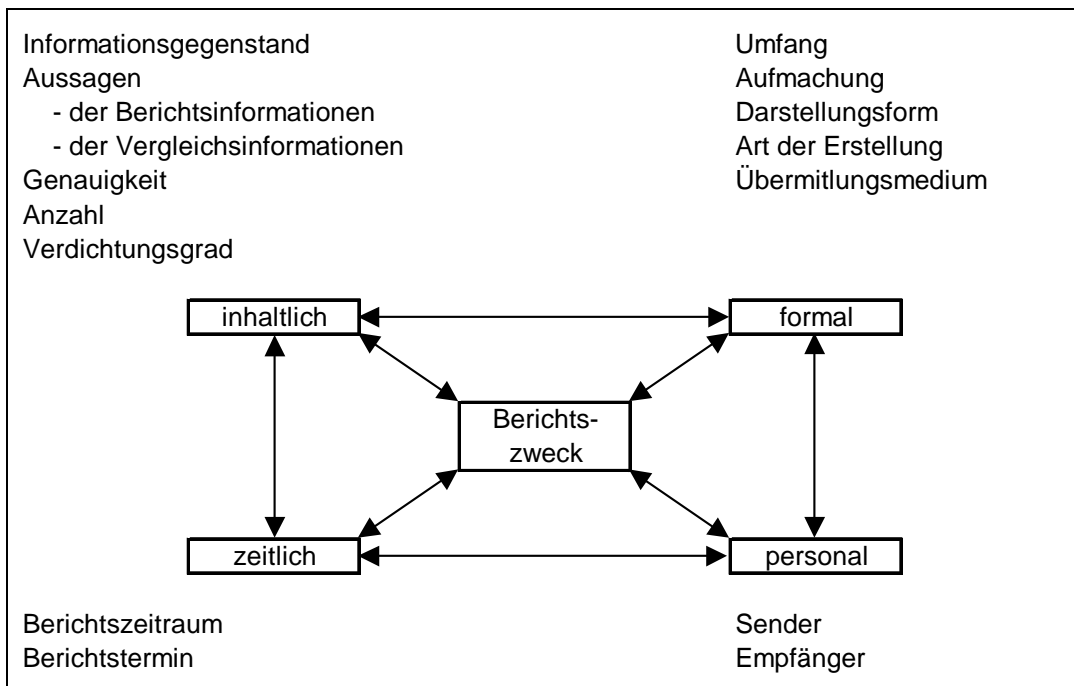 Informationsgegenstand
Aussagen
- der Berichtsinformationen
- der Vergleichsinformationen
Genauigkeit
Anzahl
Verdichtungsgrad
Umfang
Aufmachung
Darstellungsform
Art der Erstellung
Übermitlungsmedium
inhaltlich
formal
Berichts-
zweck
zeitlich
personal
Berichtszeitraum
Berichtstermin
Sender
Empfänger